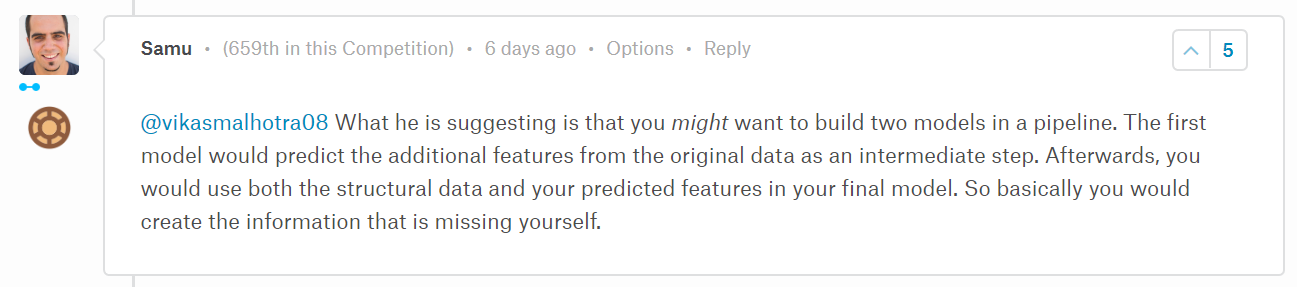 Samu • (659th in this Competition) • 6 days ago • Options • Reply
5
@vikasmalhotra08 What he is suggesting is that you might want to build two models in a pipeline. The first
model would predict the additional features from the original data as an intermediate step. Afterwards, you
would use both the structural data and your predicted features in your final model. So basically you would
create the information that is missing yourself.